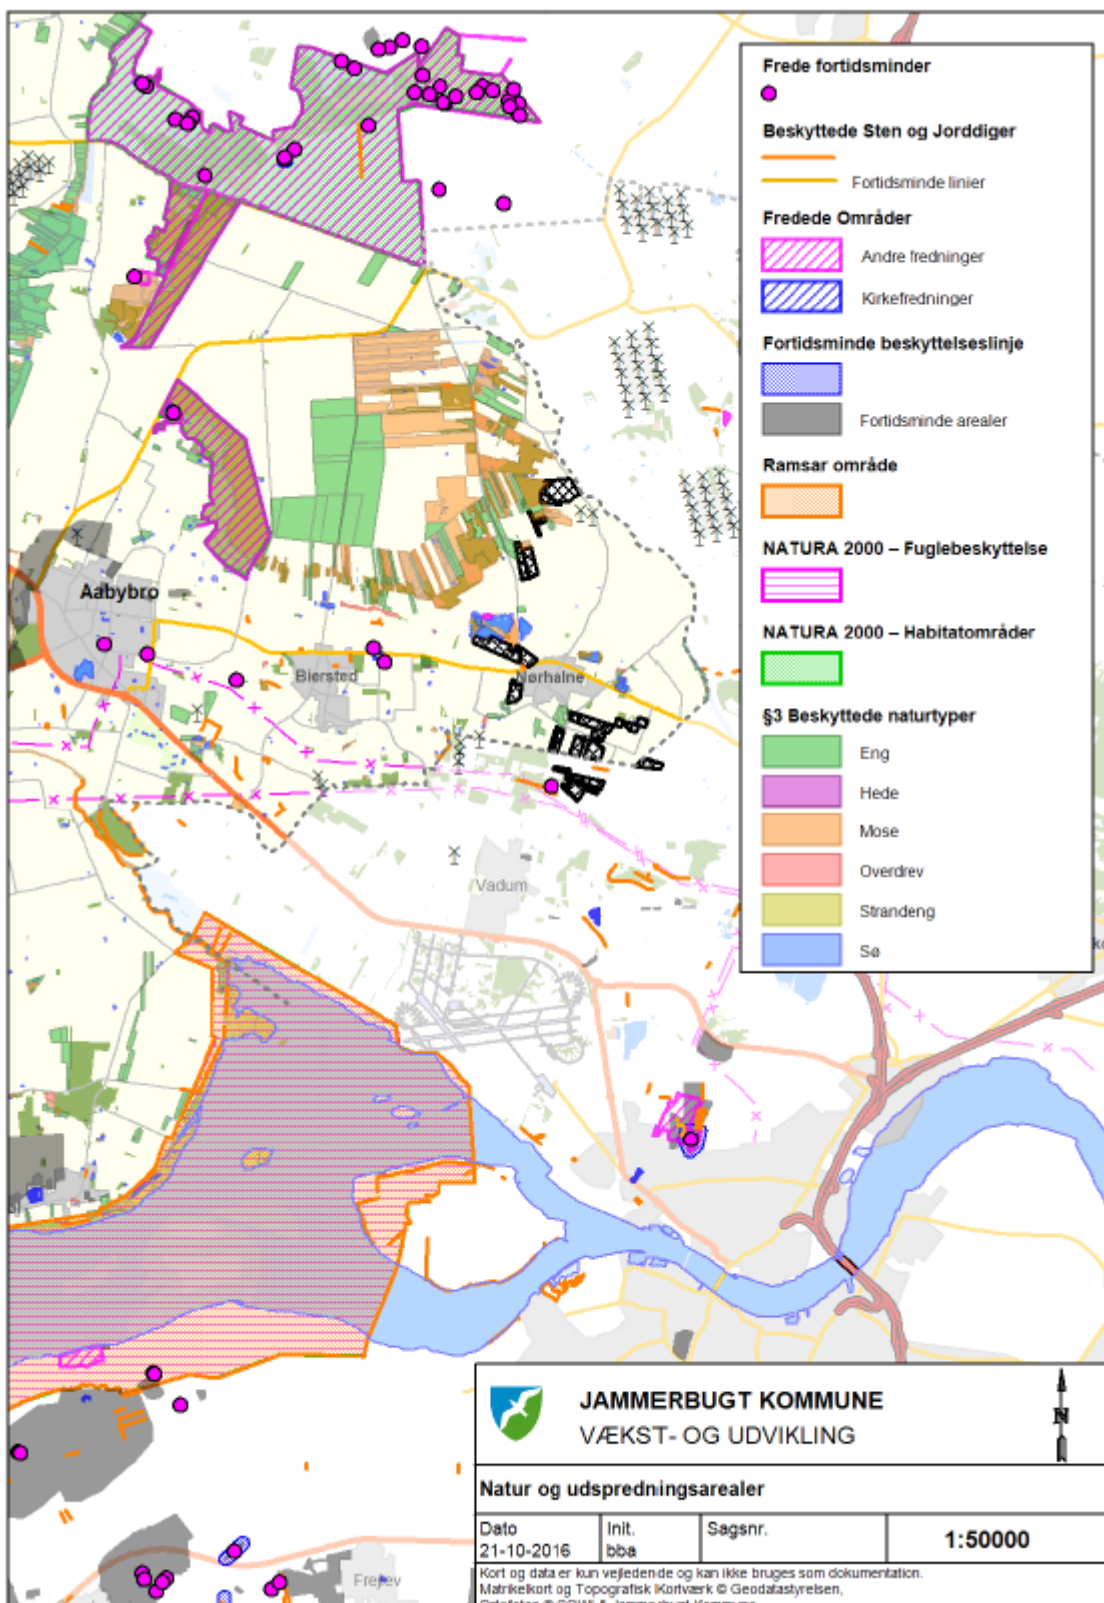 Frede fortidsminder
Beskyttede Sten og Jorddiger
Fortidsminde linier
Fredede Områder
Andre fredninger
Kirkefredninger
Fortidsminde beskyttelseslinje
Fortidsminde arealer
Ramsar område
NATURA 2000 – Fuglebeskyttelse
NATURA 2000 – Habitatområder
§3 Beskyttede naturtyper
Eng
Hede
Mose
Overdrev
Strandeng
Sø
Aabybro
Biersted
Nørhalne
Vadum
Frejlev
JAMMERBUGT KOMMUNE
VÆKST- OG UDVIKLING
N
Natur og udspredningsarealer
Dato
21-10-2016
Init.
bba
Sagsnr.
1:50000
Kort og data er kun vejledende og kan ikke bruges som dokumentation.
Matrikelkort og Topografisk Kortværk © Geodatastyrelsen,